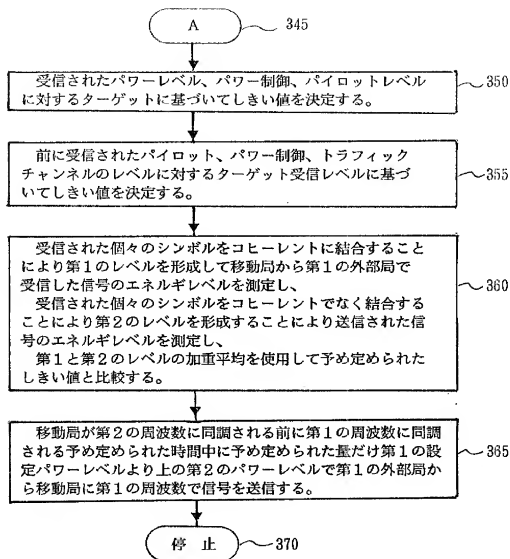 A
345
受信されたパワーレベル、パワー制御、パイロットレベル
に対するターゲットに基づいてしきい値を決定する。
350
前に受信されたパイロット、パワー制御、トラフィック
チャンネルのレベルに対するターゲット受信レベルに基づ
いてしきい値を決定する。
355
受信された個々のシンボルをコヒーレントに結合すること
により第1のレベルを形成して移動局から第1の外部局で
受信した信号のエネルギレベルを測定し、
受信された個々のシンボルをコヒーレントでなく結合する
ことにより第2のレベルを形成することにより送信された信
号のエネルギレベルを測定し、
第1と第2のレベルの加重平均を使用して予め定められた
しきい値と比較する。
360
移動局が第2の周波数に同調される前に第1の周波数に同調
される予め定められた時間中に予め定められた量だけ第1の設
定パワーレベルより上の第2のパワーレベルで第1の外部局か
ら移動局に第1の周波数で信号を送信する。
365
停 止
370